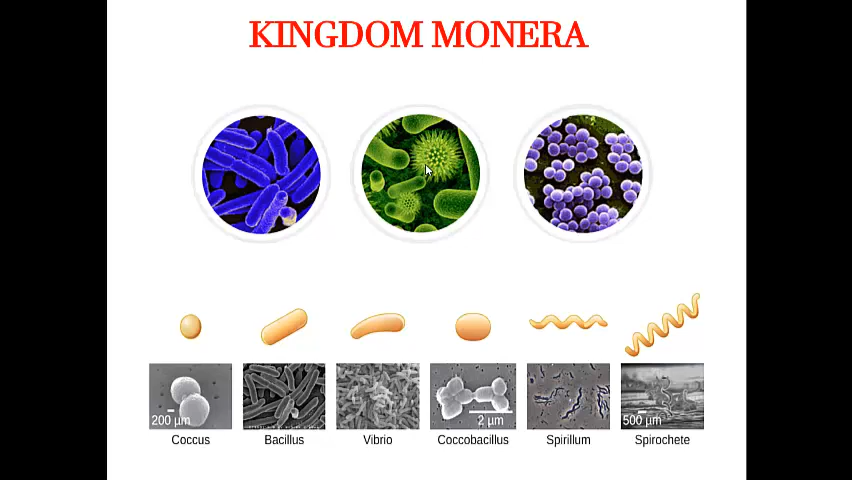 KINGDOM MONERA
200 µm
2 µm
500 µm
Coccus
Bacillus
Vibrio
Coccobacillus
Spirillum
Spirochete